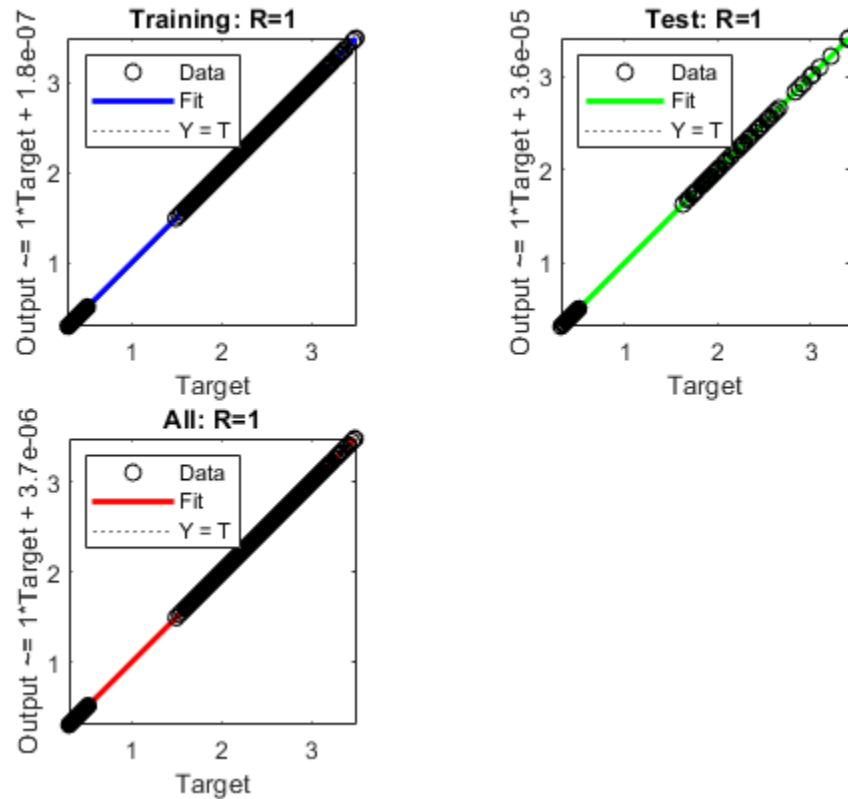 Training: R=1
Output ~= 1*Target + 1.8e-07
Data
Fit
Y = T
3
2
1
1 2 3
Target
Test: R=1
Output ~= 1*Target + 3.6e-05
Data
Fit
Y = T
3
2
1
1 2 3
Target
All: R=1
Output ~= 1*Target + 3.7e-06
Data
Fit
Y = T
3
2
1
1 2 3
Target